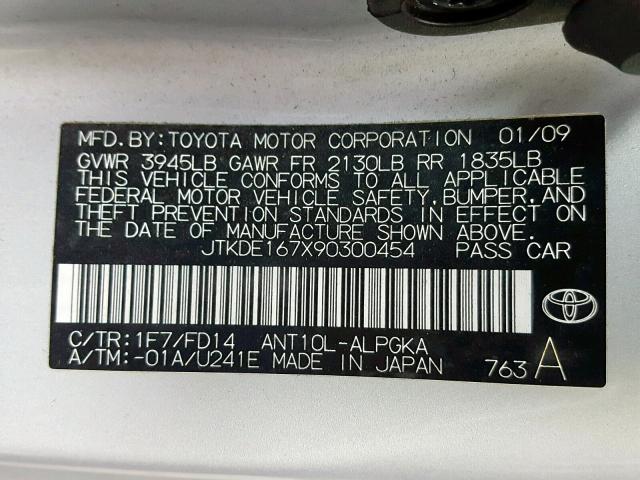 MFD.BY:TOYOTA MOTOR CORPORATION 01/09
GVWR 3945LB GAWR FR 2130LB RR 1835LB
THIS VEHICLE CONFORMS TO ALL APPLICABLE
FEDERAL MOTOR VEHICLE SAFETY,BUMPER,AND
THEFT PREVENTION STANDARDS IN EFFECT ON
THE DATE OF MANUFACTURE SHOWN ABOVE.
JTKDE167X90300454 PASS CAR
C/TR:1F7/FD14 ANT10L-ALPGKA
A/TM:-01A/U241E MADE IN JAPAN 763 A